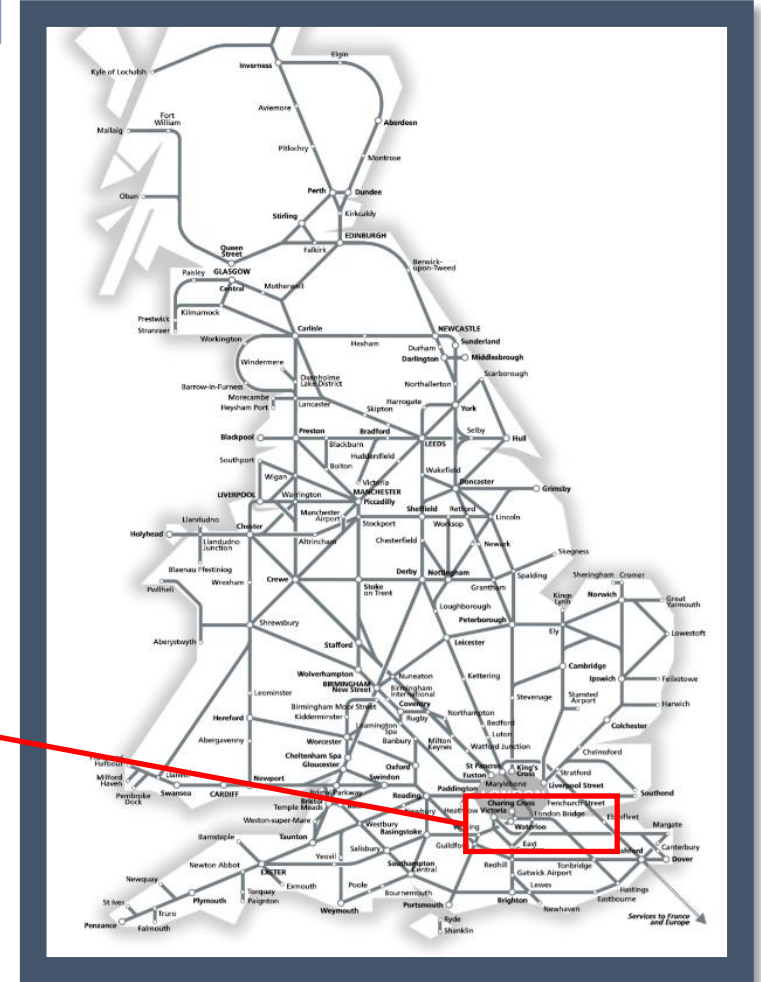 Elgin
Inverness
Kyle of Lochalsh
Aviemore
Fort
William
Aberdeen
Mallaig
Pitlochry
Montrose
Perth
Dundee
Oban
Stirling
Kirkcaldy
EDINBURGH
Queen
Street
Falkirk
Berwick-
upon-Tweed
Paisley
GLASGOW
Central
Motherwell
Kilmarnock
Prestwick
Stranraer
Carlisle
NEWCASTLE
Workington
Hexham
Durham
Sunderland
Darlington
Middlesbrough
Windermere
Oxenholme
Lake District
Scarborough
Barrow-in-Furness
Northallerton
Morecambe
Heysham Port
Lancaster
Harrogate
Skipton
York
Blackpool
Preston
Bradford
Selby
Hull
Blackburn
LEEDS
Huddersfield
Southport
Bolton
Wakefield
Wigan
Victoria
Doncaster
LIVERPOOL
Warrington
MANCHESTER
Piccadilly
Grimsby
Manchester
Airport
Sheffield
Retford
Lincoln
Llandudno
Chester
Stockport
Worksop
Holyhead
Llandudno
Junction
Altrincham
Chesterfield
Newark
Skegness
Blaenau Ffestiniog
Wrexham
Crewe
Derby
Nottingham
Spalding
Sheringham
Cromer
Pwllheli
Stoke
on Trent
Grantham
Norwich
Great
Yarmouth
Loughborough
Kings
Lynn
Shrewsbury
Peterborough
Aberystwyth
Stafford
Leicester
Ely
Lowestoft
Wolverhampton
Nuneaton
Kettering
Cambridge
BIRMINGHAM
New Street
Birmingham
International
Ipswich
Felixstowe
Leominster
Coventry
Stevenage
Stansted
Airport
Harwich
Birmingham Moor Street
Kidderminster
Rugby
Northampton
Hereford
Leamington
Spa
Bedford
Colchester
Abergavenny
Worcester
Banbury
Milton
Keynes
Luton
Watford Junction
Chelmsford
Cheltenham Spa
Gloucester
Oxford
St Pancras
Euston
King's
Cross
Stratford
Milford
Haven
Llanelli
Newport
Swindon
Marylebone
Liverpool Street
Pembroke
Dock
Swansea
CARDIFF
Bristol Parkway
Reading
Paddington
Southend
Bristol
Temple Meads
Newbury
Heathrow
Victoria
Charing Cross
Fenchurch Street
London Bridge
Ebbsfleet
Weston-super-Mare
Westbury
Waterloo
Margate
Barnstaple
Taunton
Basingstoke
Woking
Guildford
East
Canterbury
Salisbury
Ashford
Dover
Newton Abbot
Yeovil
Southampton
Central
Redhill
Tonbridge
Gatwick Airport
EXETER
Newquay
Exmouth
Poole
Bournemouth
Lewes
Hastings
Eastbourne
St Ives
Plymouth
Torquay
Paignton
Weymouth
Portsmouth
Brighton
Newhaven
Truro
Penzance
Falmouth
Ryde
Shanklin
Services to France
and Europe